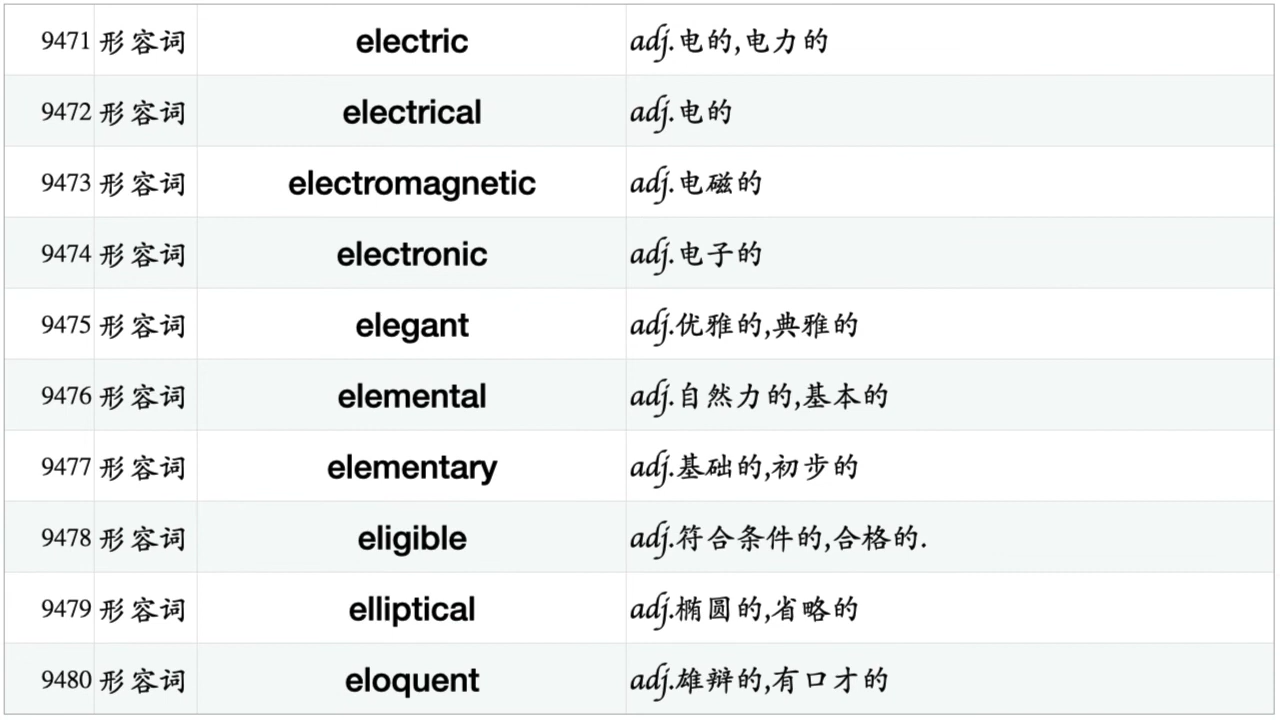 9471 形容词 electric adj.电的,电力的
9472 形容词 electrical adj.电的
9473 形容词 electromagnetic adj.电磁的
9474 形容词 electronic adj.电子的
9475 形容词 elegant adj.优雅的,典雅的
9476 形容词 elemental adj.自然力的,基本的
9477 形容词 elementary adj.基础的,初步的
9478 形容词 eligible adj.符合条件的,合格的.
9479 形容词 elliptical adj.椭圆的,省略的
9480 形容词 eloquent adj.雄辩的,有口才的